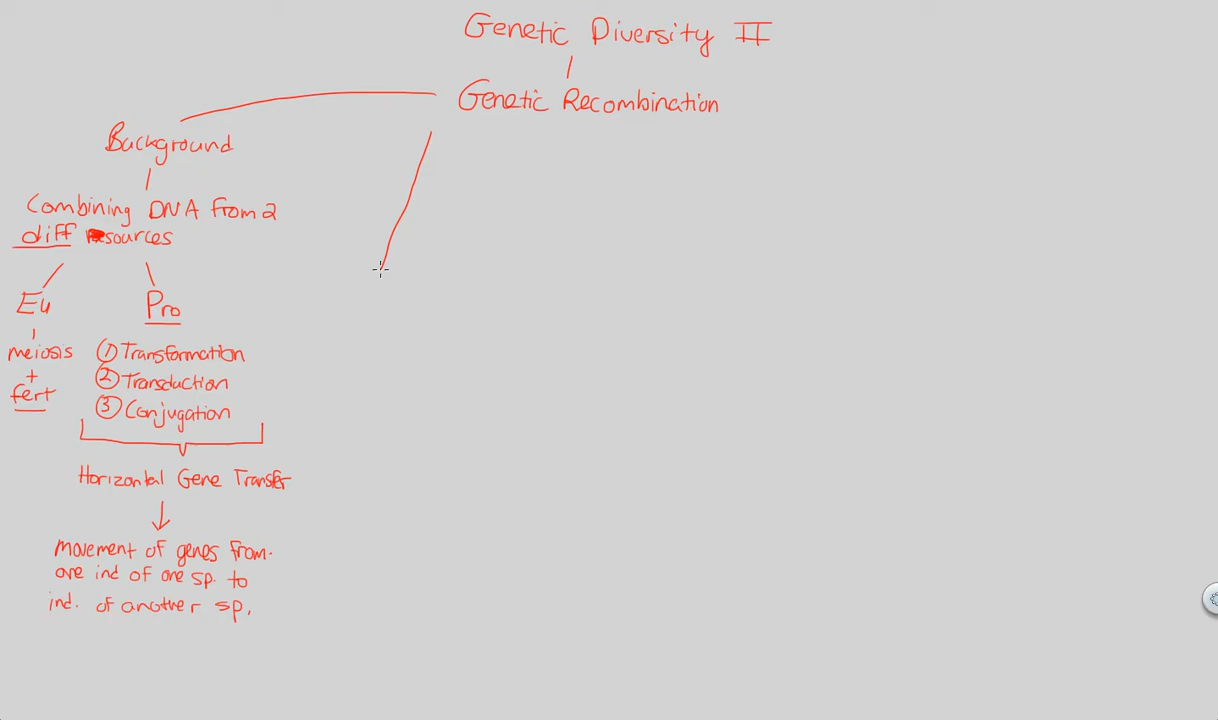 Genetic Diversity II
Genetic Recombination
Background
Combining DNA from 2
diff sources
Eu
Pro
meiosis
+
fert
① Transformation
② Transduction
③ Conjugation
Horizontal Gene Transfer
movement of genes from
one ind of one sp. to
ind. of another sp.